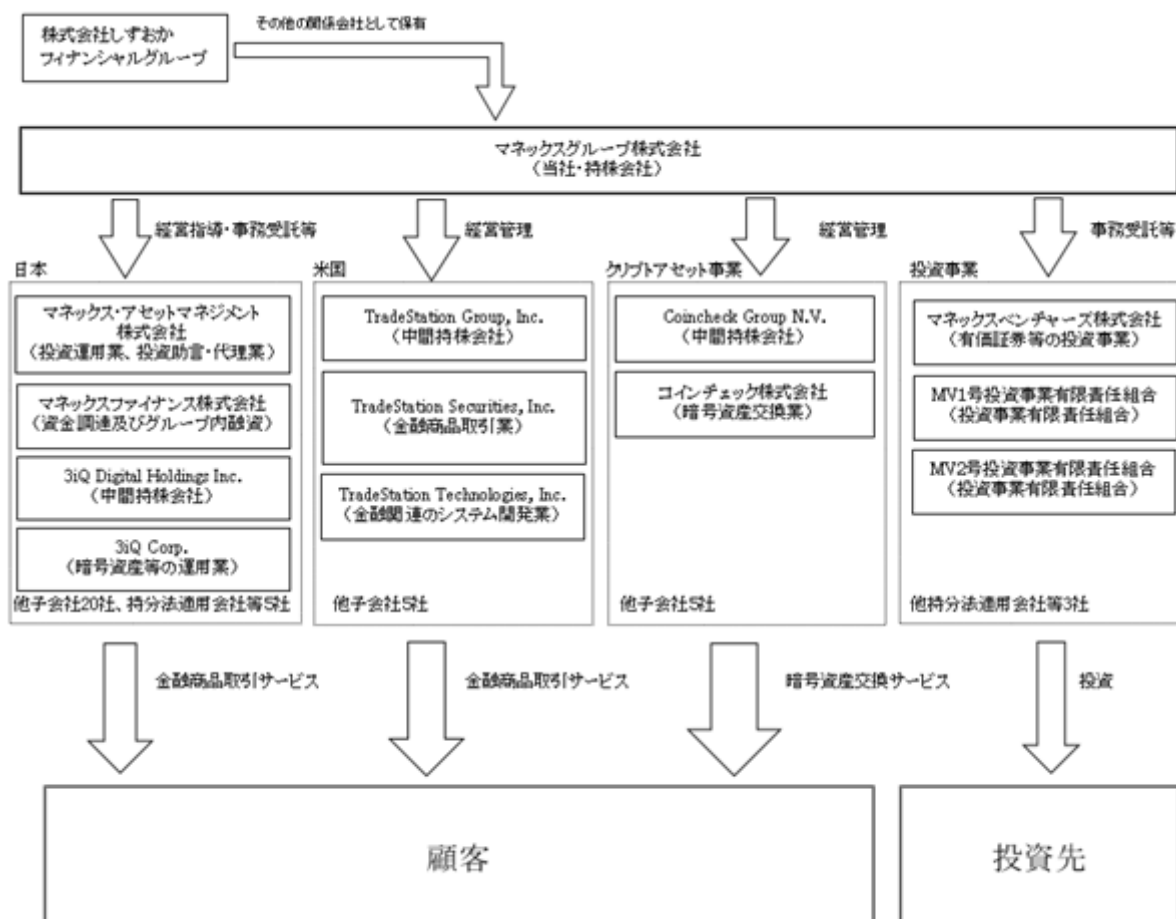 株式会社しずおか
フィナンシャルグループ
その他の関係会社として保有
マネックスグループ株式会社
（当社・持株会社）
経営指導・事務受託等
経営管理
経営管理
事務受託等
日本
マネックス・アセットマネジメント
株式会社
（投資運用業、投資助言・代理業）
マネックスファイナンス株式会社
（資金調達及びグループ内融資）
3iQ Digital Holdings Inc.
（中間持株会社）
3iQ Corp.
（暗号資産等の運用業）
他子会社20社、持分法適用会社等5社
米国
TradeStation Group, Inc.
（中間持株会社）
TradeStation Securities, Inc.
（金融商品取引業）
TradeStation Technologies, Inc.
（金融関連のシステム開発業）
他子会社5社
クリプトアセット事業
Coincheck Group N.V.
（中間持株会社）
コインチェック株式会社
（暗号資産交換業）
他子会社5社
投資事業
マネックスベンチャーズ株式会社
（有価証券等の投資事業）
MV1号投資事業有限責任組合
（投資事業有限責任組合）
MV2号投資事業有限責任組合
（投資事業有限責任組合）
他持分法適用会社等3社
金融商品取引サービス
金融商品取引サービス
暗号資産交換サービス
投資
顧客
投資先